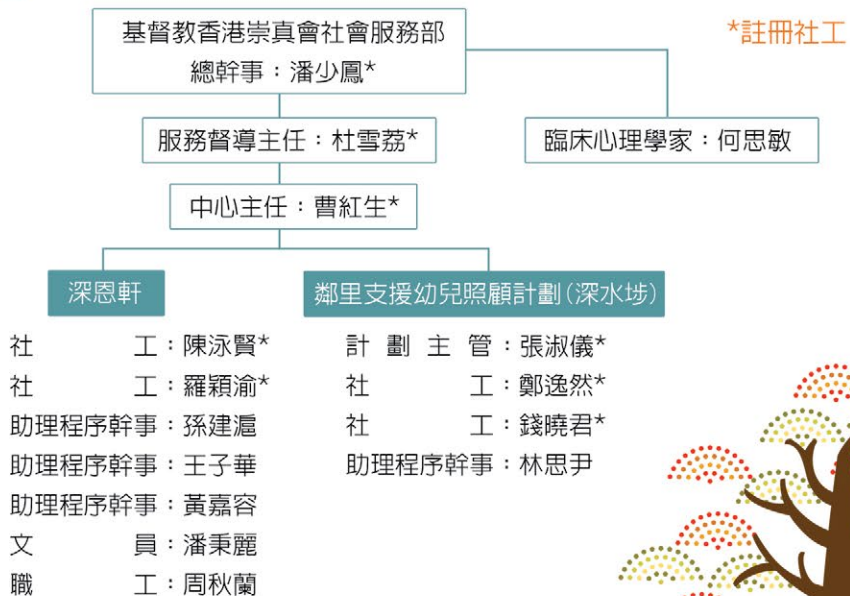 基督教香港崇真會社會服務部
總幹事：潘少鳳*
*註冊社工
服務督導主任：杜雪荔*
臨床心理學家：何思敏
中心主任：曹紅生*
深恩軒
社工：陳泳賢*
社工：羅穎渝*
助理程序幹事：孫建滬
助理程序幹事：王子華
助理程序幹事：黃嘉容
文員：潘秉麗
職工：周秋蘭
鄰里支援幼兒照顧計劃(深水埗)
計劃主管：張淑儀*
社工：鄭逸然*
社工：錢曉君*
助理程序幹事：林思尹